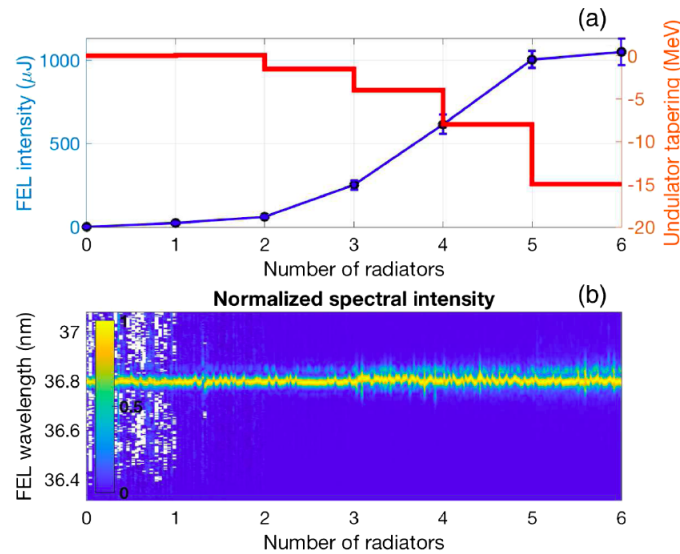 (a)
FEL intensity (μJ)
1000
500
0
0 1 2 3 4 5 6
Number of radiators
0
-5
-10
-15
-20
Undulator tapering (MeV)
Normalized spectral intensity
(b)
FEL wavelength (nm)
37
36.8
36.6
36.4
1
0.5
0
0 1 2 3 4 5 6
Number of radiators